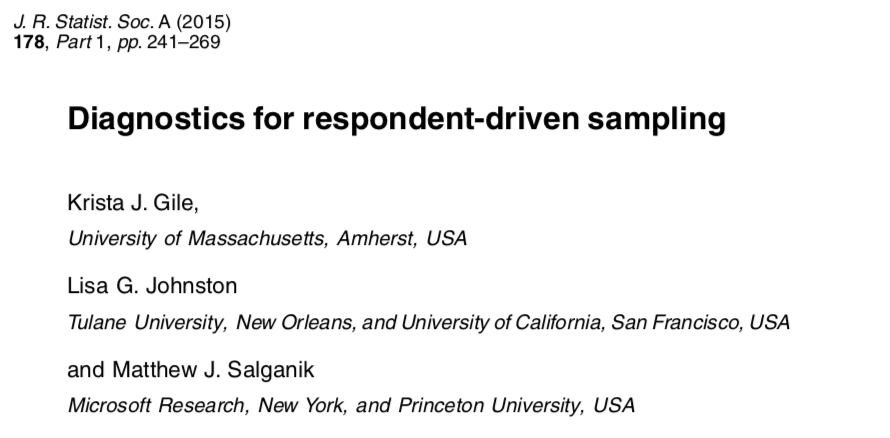 J. R. Statist. Soc. A (2015)
178, Part 1, pp. 241–269
Diagnostics for respondent-driven sampling
Krista J. Gile,
University of Massachusetts, Amherst, USA
Lisa G. Johnston
Tulane University, New Orleans, and University of California, San Francisco, USA
and Matthew J. Salganik
Microsoft Research, New York, and Princeton University, USA